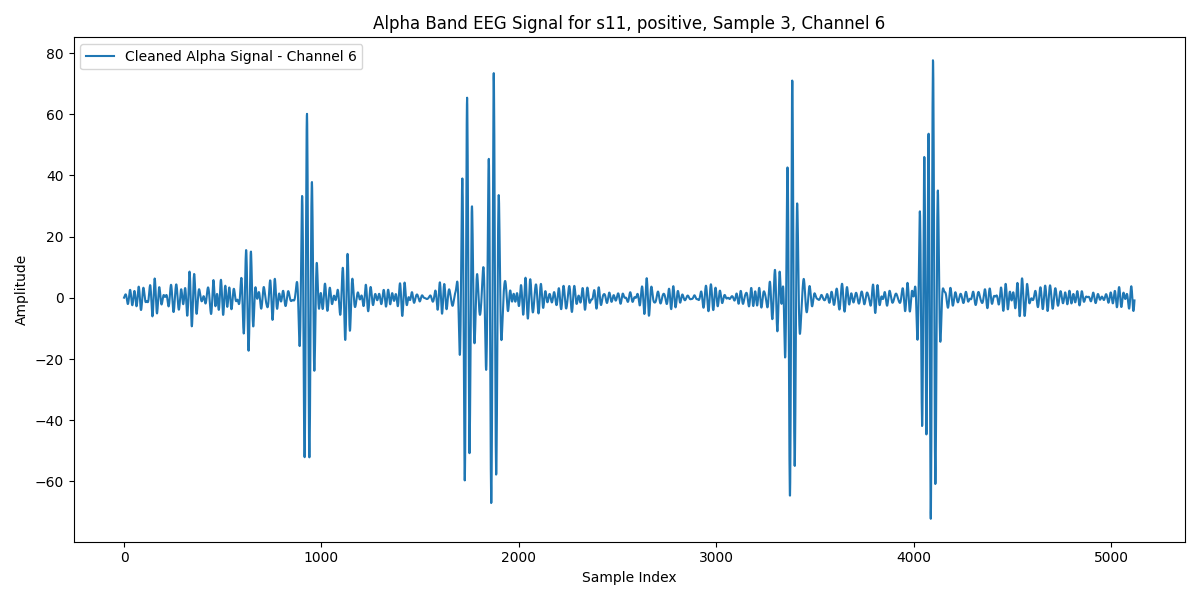 Alpha Band EEG Signal for s11, positive, Sample 3, Channel 6
Cleaned Alpha Signal - Channel 6
80
60
40
20
0
−20
−40
−60
Amplitude
0 1000 2000 3000 4000 5000
Sample Index